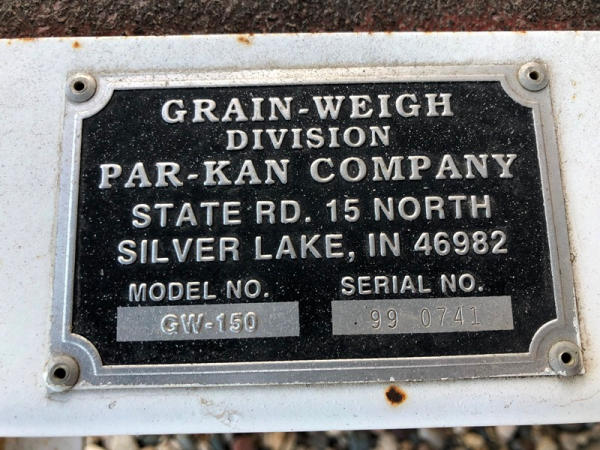 GRAIN-WEIGH
DIVISION
PAR-KAN COMPANY
STATE RD. 15 NORTH
SILVER LAKE, IN 46982
MODEL NO. SERIAL NO.
GW-150 99 0741